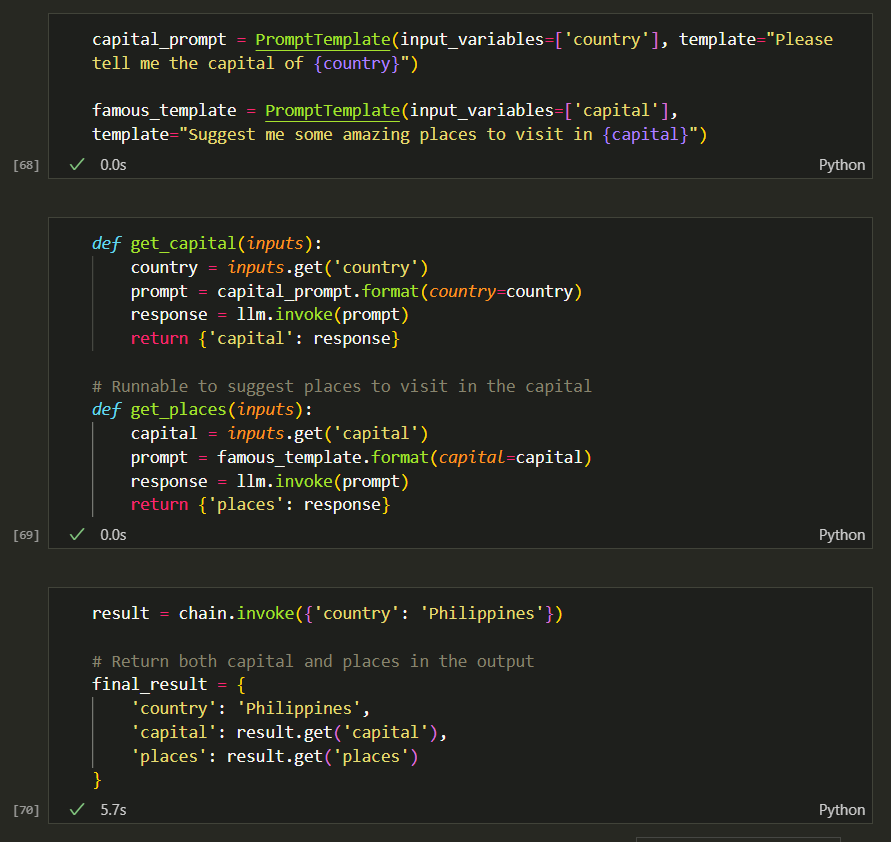 capital_prompt = PromptTemplate(input_variables=['country'], template="Please
tell me the capital of {country}")
famous_template = PromptTemplate(input_variables=['capital'],
template="Suggest me some amazing places to visit in {capital}")
[68]
0.0s
Python
def get_capital(inputs):
    country = inputs.get('country')
    prompt = capital_prompt.format(country=country)
    response = llm.invoke(prompt)
    return {'capital': response}
# Runnable to suggest places to visit in the capital
def get_places(inputs):
    capital = inputs.get('capital')
    prompt = famous_template.format(capital=capital)
    response = llm.invoke(prompt)
    return {'places': response}
[69]
0.0s
Python
result = chain.invoke({'country': 'Philippines'})
# Return both capital and places in the output
final_result = {
    'country': 'Philippines',
    'capital': result.get('capital'),
    'places': result.get('places')
}
[70]
5.7s
Python